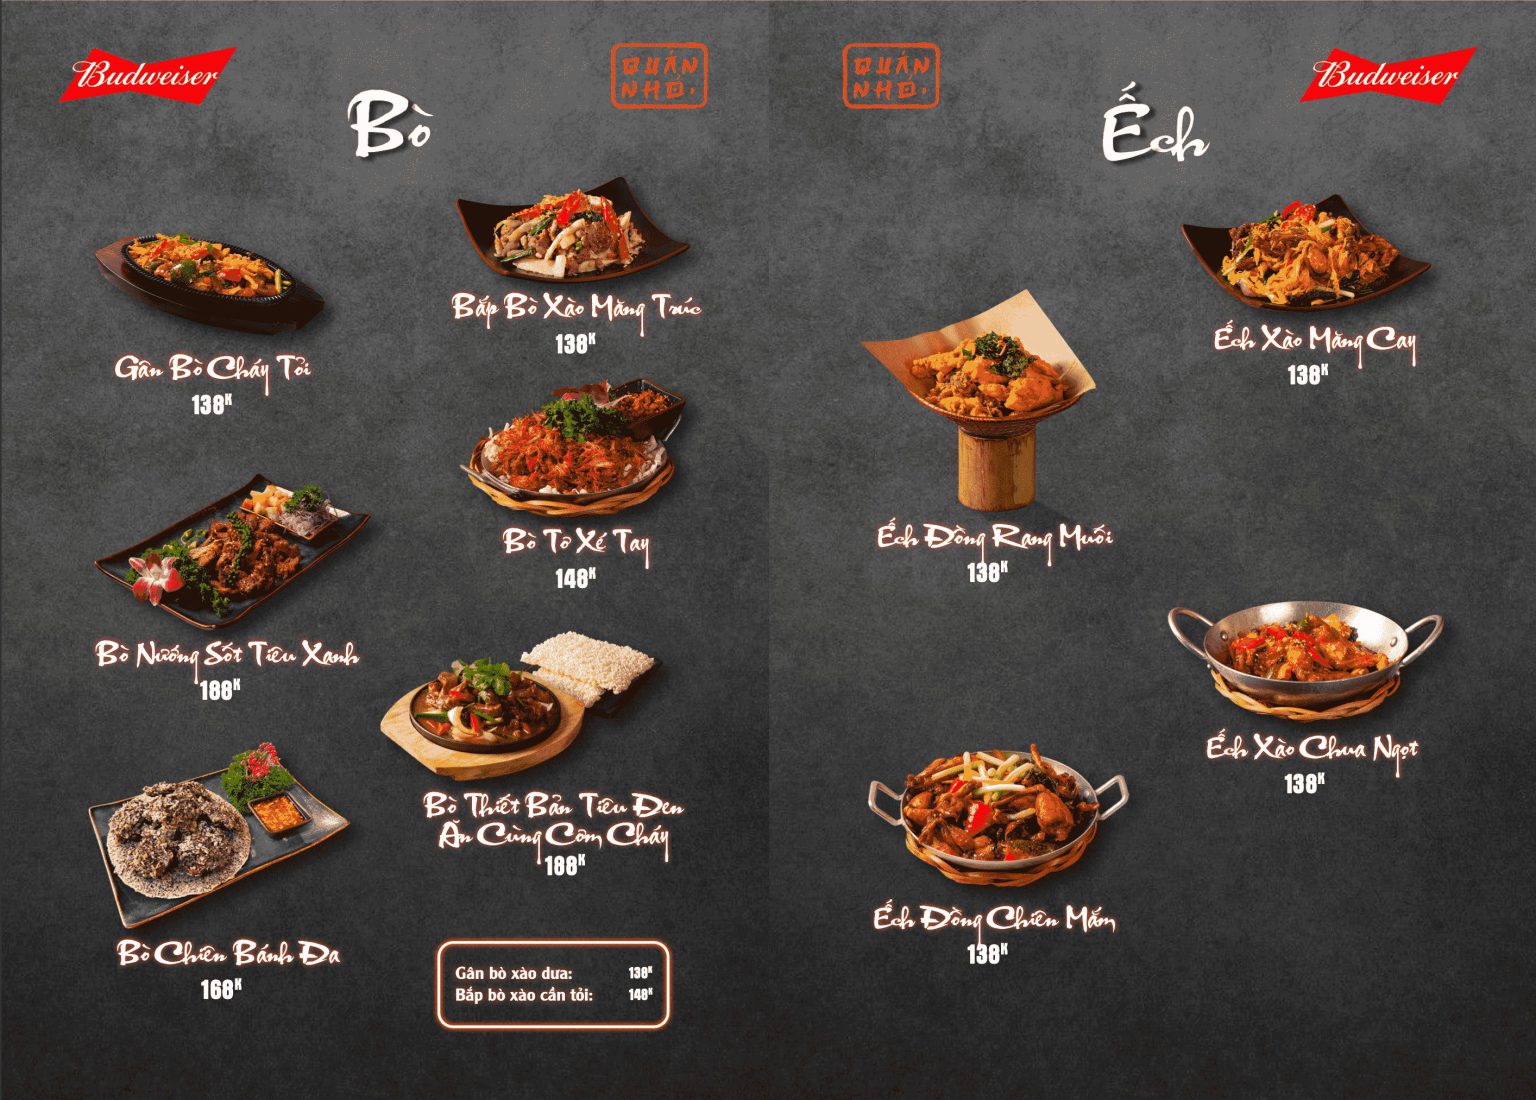 Budweiser
QUÁN
NHỎ.
Bò
Gân Bò Cháy Tỏi
138K
Bắp Bò Xào Măng Trúc
138K
Bò Tơ Xé Tay
148K
Bò Nướng Sốt Tiêu Xanh
188K
Bò Thiết Bản Tiêu Đen
Ăn Cùng Cơm Cháy
188K
Bò Chiên Bánh Đa
168K
Gân bò xào dưa: 138K
Bắp bò xào cần tỏi: 148K
QUÁN
NHỎ.
Budweiser
Ếch
Ếch Xào Măng Cay
138K
Ếch Đồng Rang Muối
138K
Ếch Xào Chua Ngọt
138K
Ếch Đồng Chiên Mắm
138K